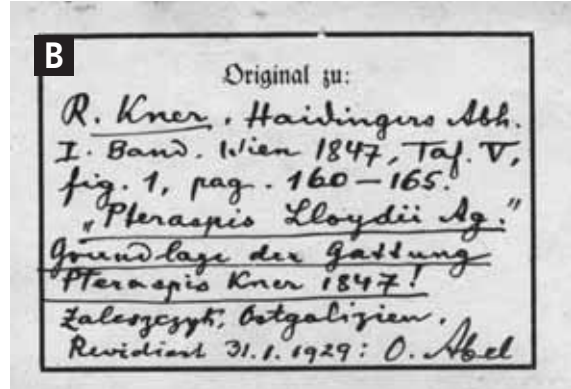 B
Original zu:
R. Kner. Haidingers Abh.
I. Band. Wien 1847, Taf. V,
fig. 1, pag. 160–165.
„Pteraspis Lloydii Ag."
Grundlage der Gattung
Pteraspis Kner 1847!
Zaleszczyk, Ostgalizien.
Revidiert 31.1.1929: O. Abel